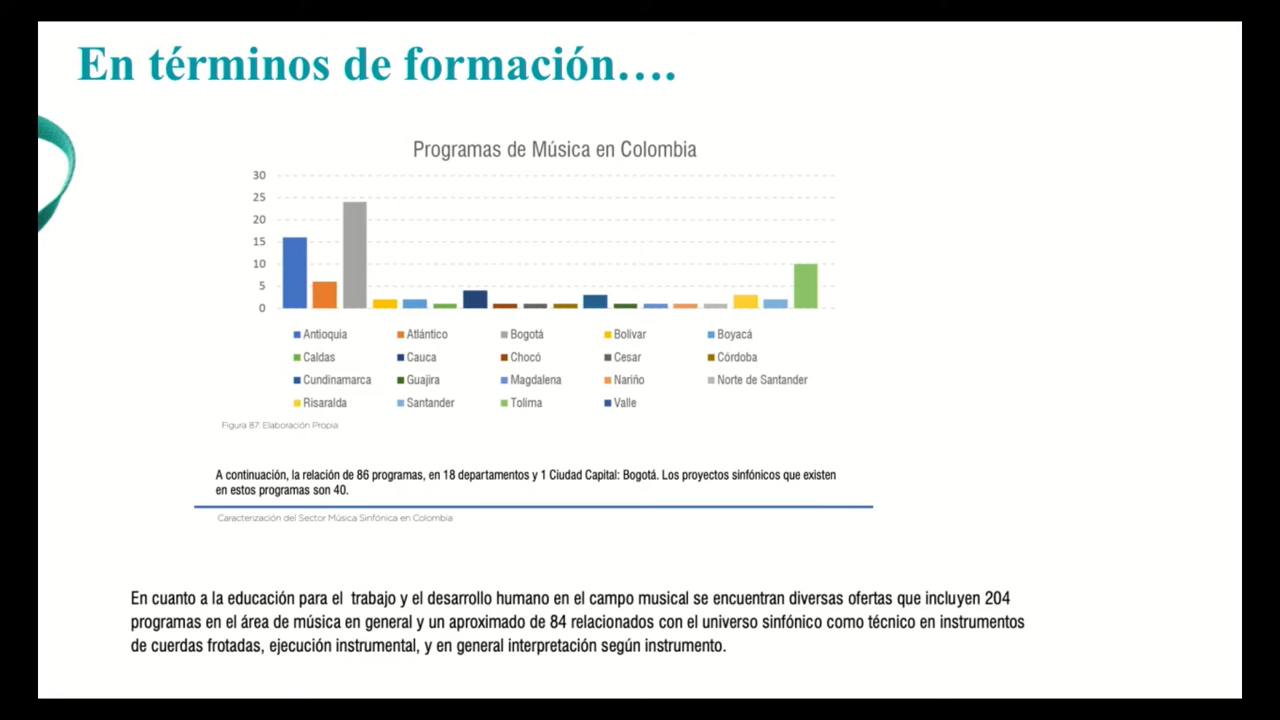 En términos de formación….
Programas de Música en Colombia
30
25
20
15
10
5
0
Antioquia Atlántico Bogotá Bolívar Boyacá
Caldas Cauca Chocó Cesar Córdoba
Cundinamarca Guajira Magdalena Nariño Norte de Santander
Risaralda Santander Tolima Valle
Figura 87: Elaboración Propia
A continuación, la relación de 86 programas, en 18 departamentos y 1 Ciudad Capital: Bogotá. Los proyectos sinfónicos que existen
en estos programas son 40.
Caracterización del Sector Música Sinfónica en Colombia
En cuanto a la educación para el trabajo y el desarrollo humano en el campo musical se encuentran diversas ofertas que incluyen 204
programas en el área de música en general y un aproximado de 84 relacionados con el universo sinfónico como técnico en instrumentos
de cuerdas frotadas, ejecución instrumental, y en general interpretación según instrumento.